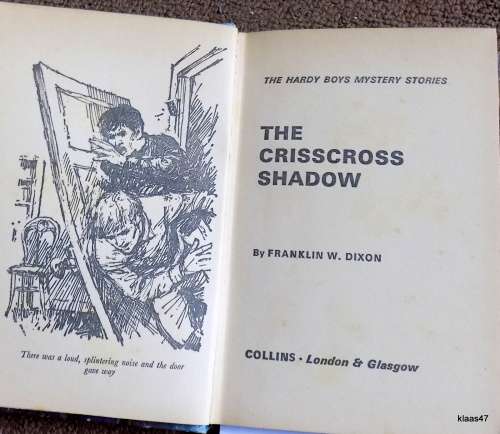 There was a loud, splintering noise and the door
gave way
THE HARDY BOYS MYSTERY STORIES
THE
CRISSCROSS
SHADOW
By FRANKLIN W. DIXON
COLLINS · London & Glasgow
klaas47